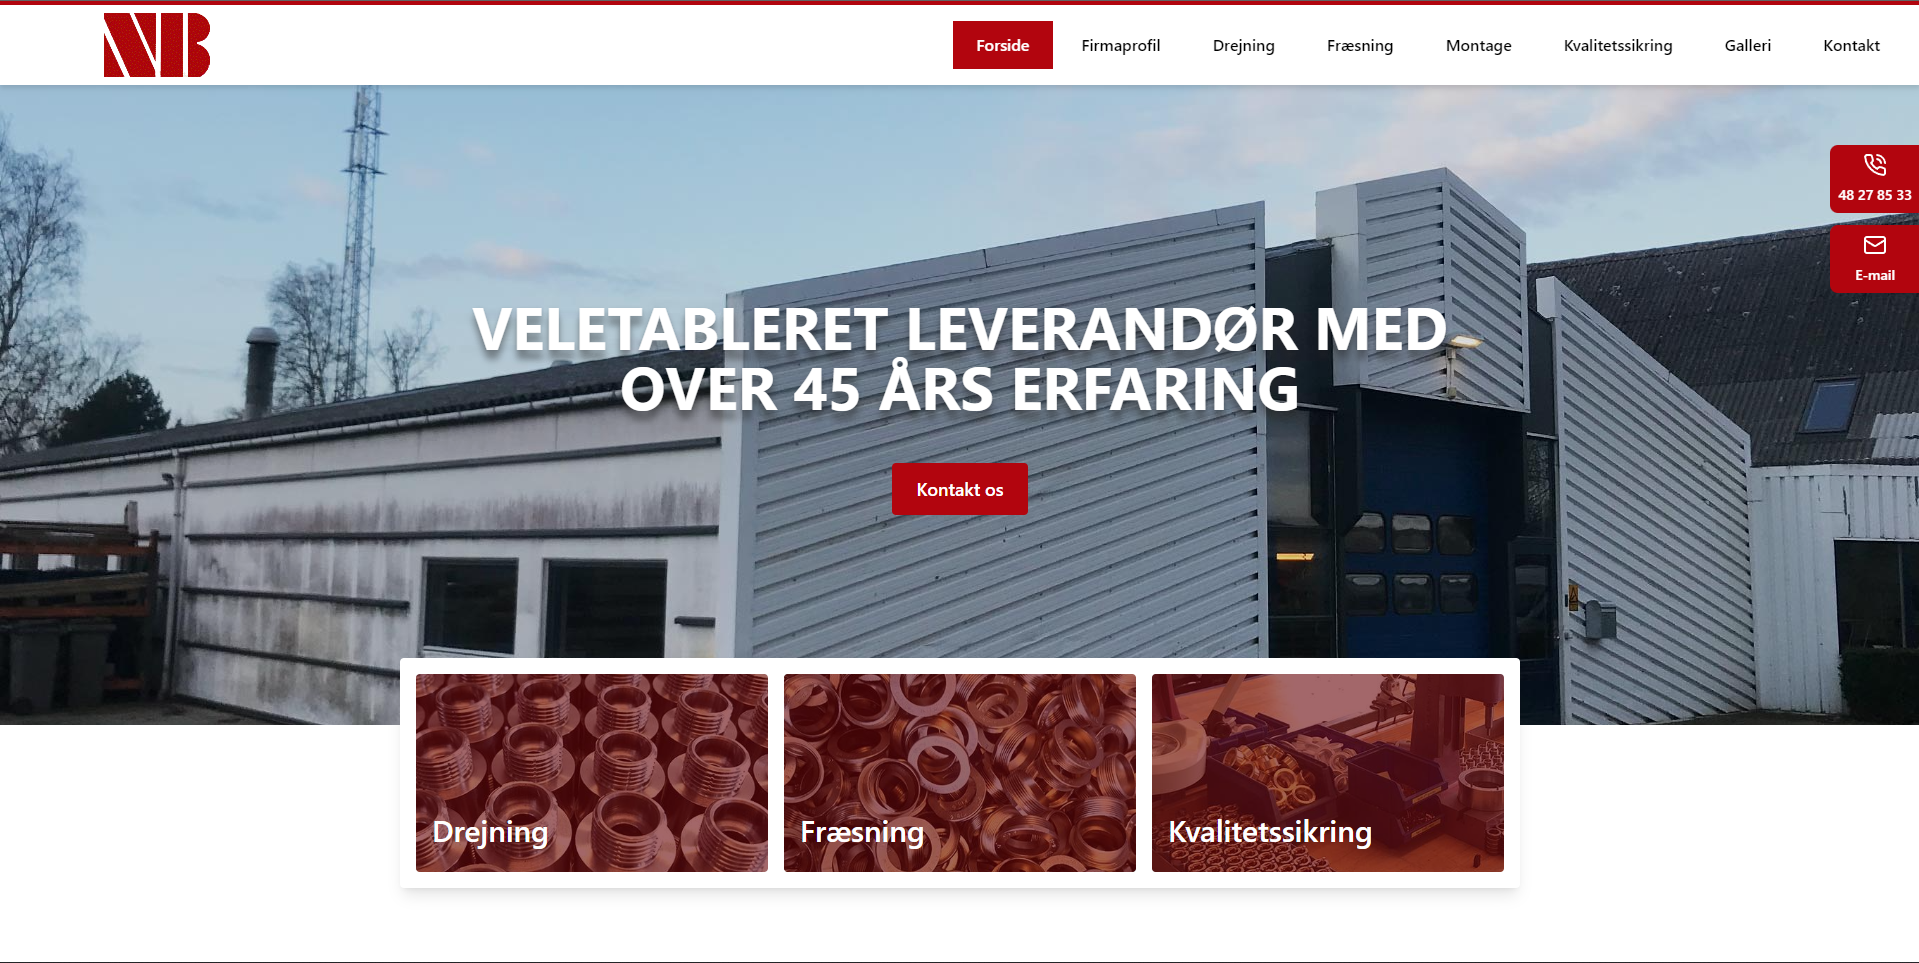 NB
Forside
Firmaprofil
Drejning
Fræsning
Montage
Kvalitetssikring
Galleri
Kontakt
48 27 85 33
E-mail
VELETABLERET LEVERANDØR MED
OVER 45 ÅRS ERFARING
Kontakt os
Drejning
Fræsning
Kvalitetssikring